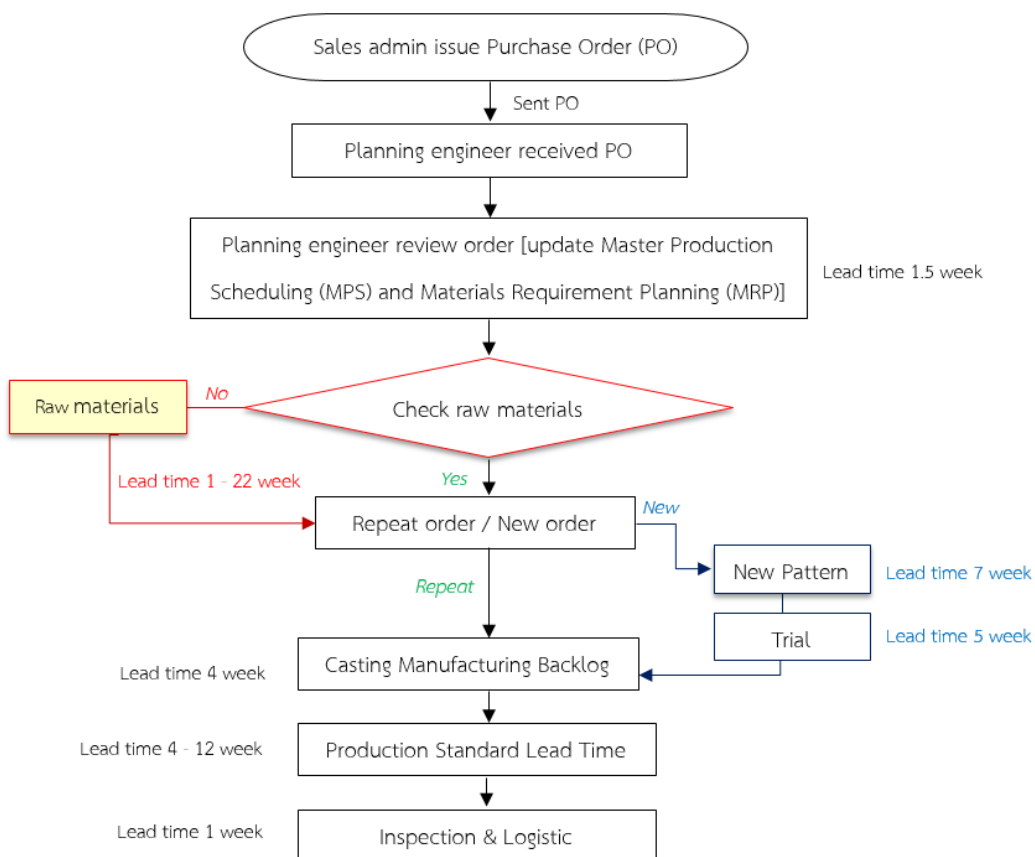 Sales admin issue Purchase Order (PO)
Sent PO
Planning engineer received PO
Planning engineer review order [update Master Production
Scheduling (MPS) and Materials Requirement Planning (MRP)]
Lead time 1.5 week
Raw materials
No
Check raw materials
Lead time 1 - 22 week
Yes
Repeat order / New order
New
New Pattern
Lead time 7 week
Repeat
Trial
Lead time 5 week
Lead time 4 week
Casting Manufacturing Backlog
Lead time 4 - 12 week
Production Standard Lead Time
Lead time 1 week
Inspection & Logistic